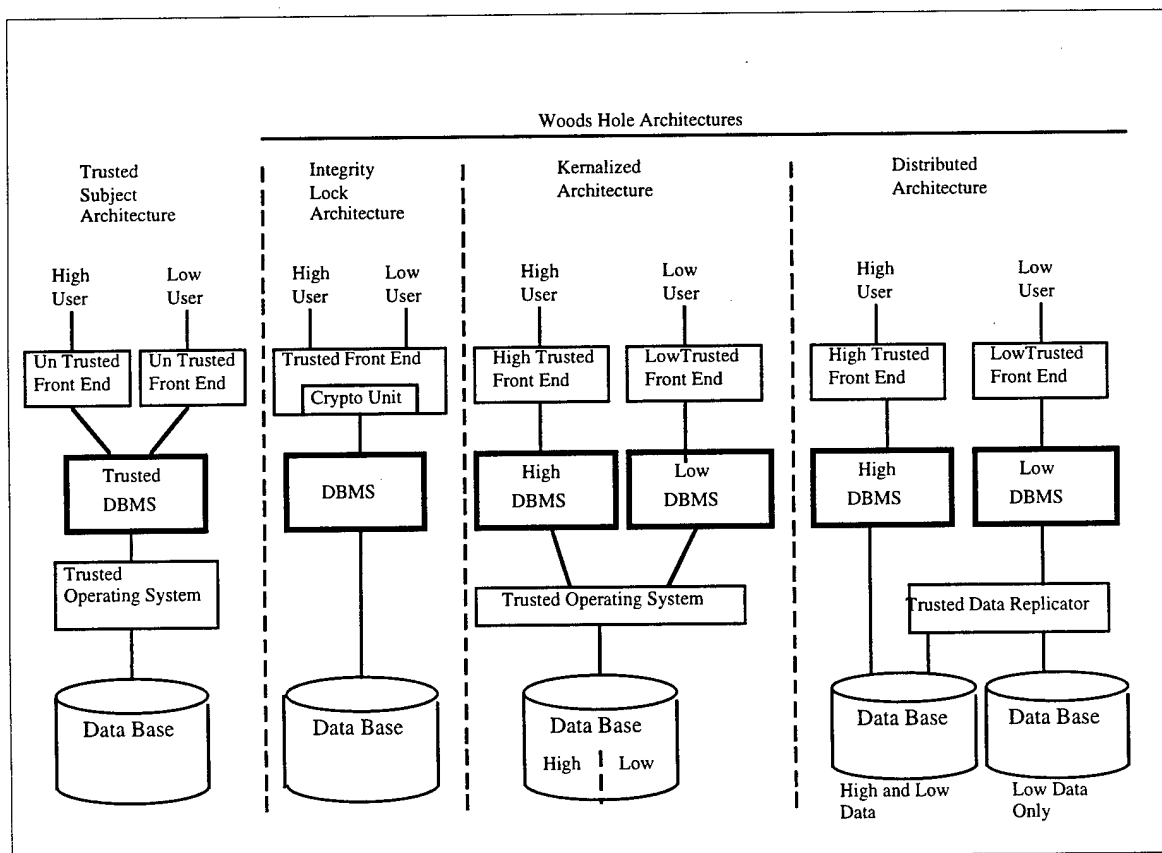 Woods Hole Architectures
Trusted
Subject
Architecture
High
User
Low
User
Un Trusted
Front End
Un Trusted
Front End
Trusted
DBMS
Trusted
Operating System
Data Base
Integrity
Lock
Architecture
High
User
Low
User
Trusted Front End
Crypto Unit
DBMS
Data Base
Kernalized
Architecture
High
User
Low
User
High Trusted
Front End
LowTrusted
Front End
High
DBMS
Low
DBMS
Trusted Operating System
Data Base
High
Low
Distributed
Architecture
High
User
Low
User
High Trusted
Front End
LowTrusted
Front End
High
DBMS
Low
DBMS
Trusted Data Replicator
Data Base
Data Base
High and Low
Data
Low Data
Only